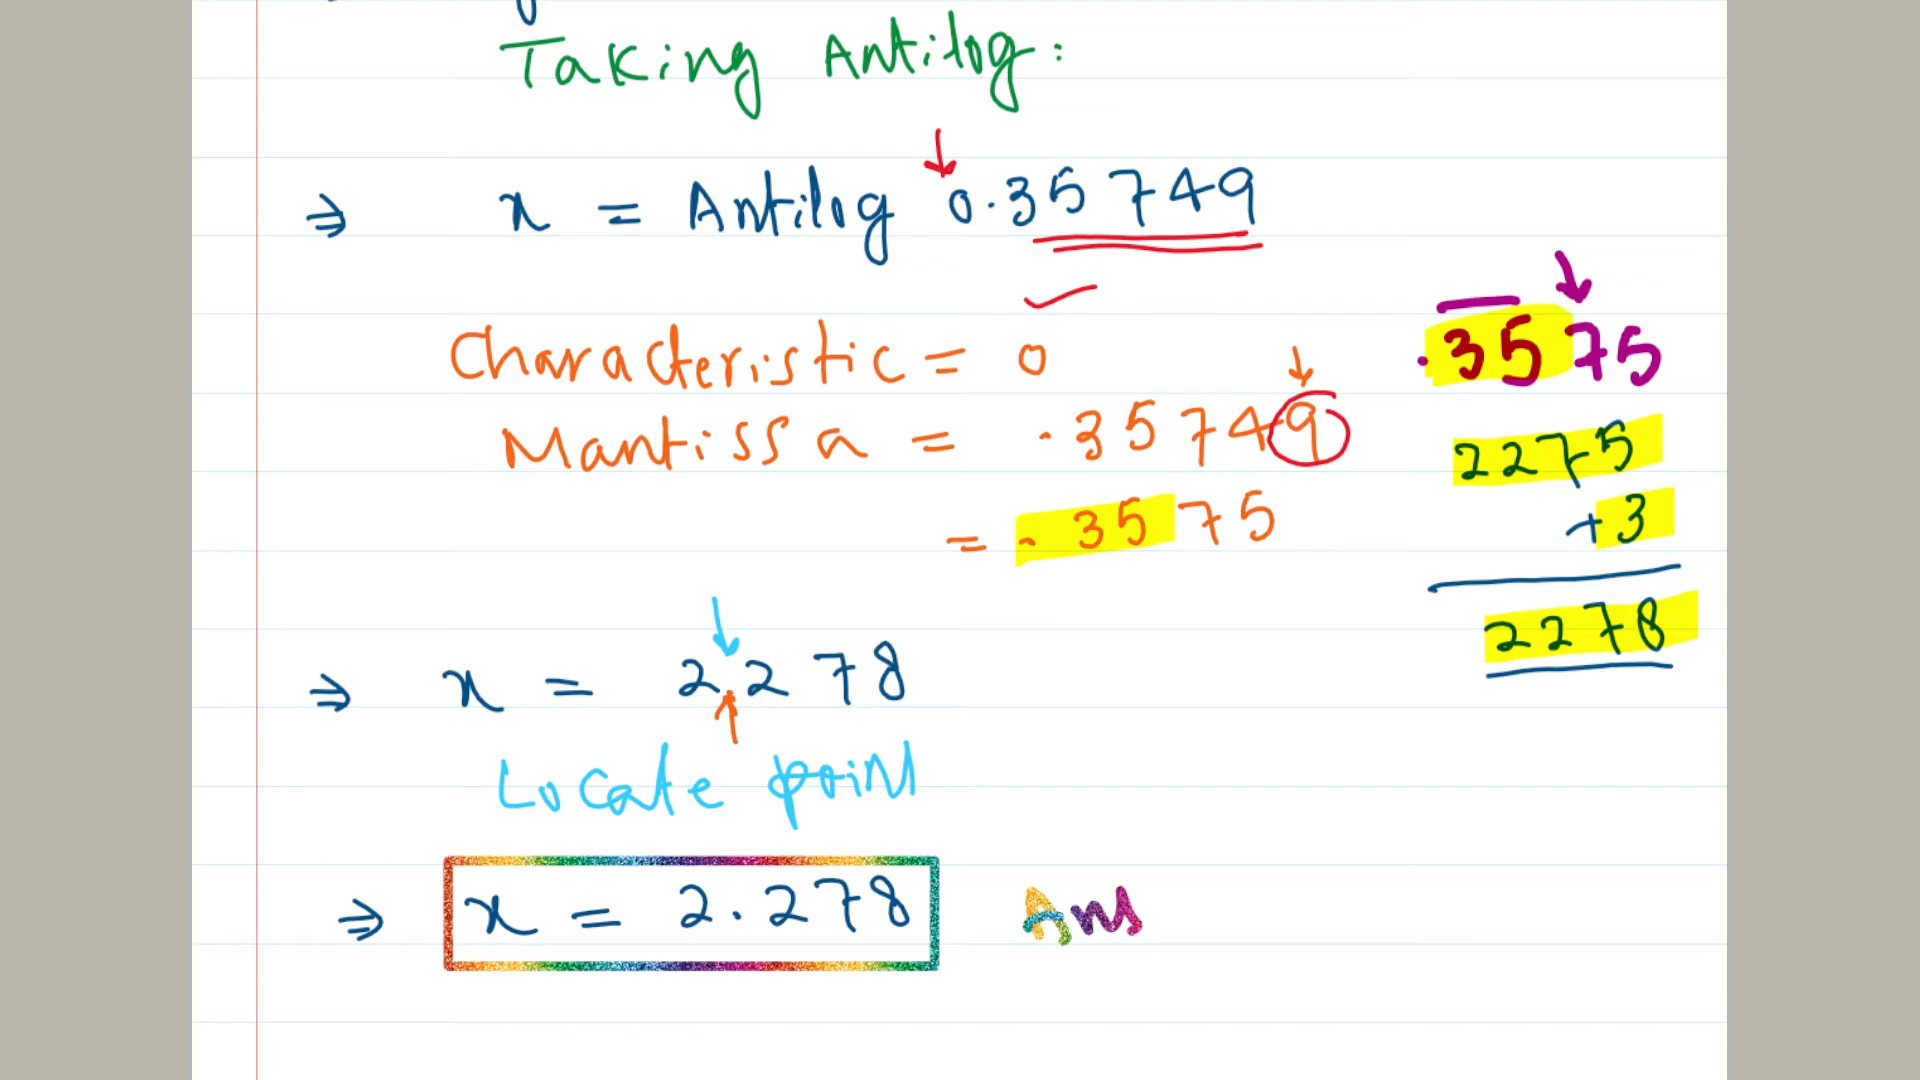 Taking Antilog:
⇒ x = Antilog 0.35749
Characteristic = 0
Mantissa = .35749
= .3575
.3575
2275
+3
2278
⇒ x = 2.278
Locate point
⇒ x = 2.278 Ans